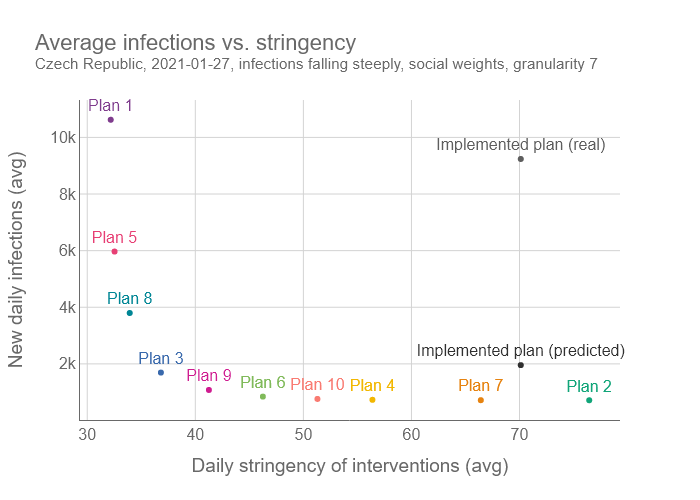 Average infections vs. stringency
Czech Republic, 2021-01-27, infections falling steeply, social weights, granularity 7
Plan 1
10k
Implemented plan (real)
8k
Plan 5
6k
Plan 8
4k
Implemented plan (predicted)
Plan 3
2k
Plan 9
Plan 6
Plan 10
Plan 4
Plan 7
Plan 2
30
40
50
60
70
New daily infections (avg)
Daily stringency of interventions (avg)